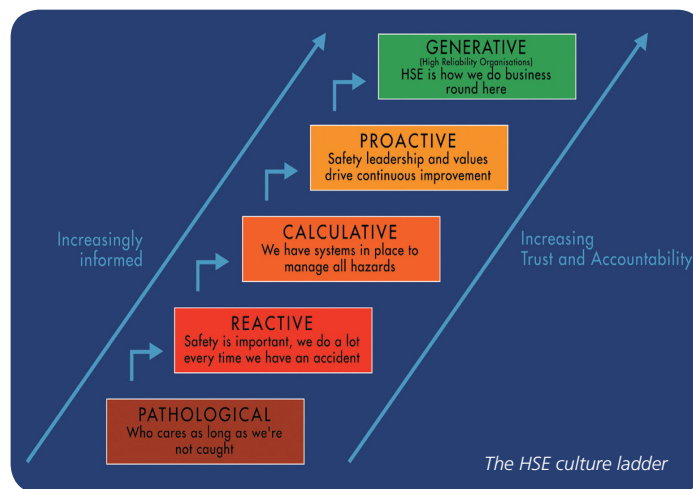 GENERATIVE
(High Reliability Organisations)
HSE is how we do business
round here
PROACTIVE
Safety leadership and values
drive continuous improvement
Increasingly
informed
CALCULATIVE
We have systems in place to
manage all hazards
Increasing
Trust and Accountability
REACTIVE
Safety is important, we do a lot
every time we have an accident
PATHOLOGICAL
Who cares as long as we're
not caught
The HSE culture ladder